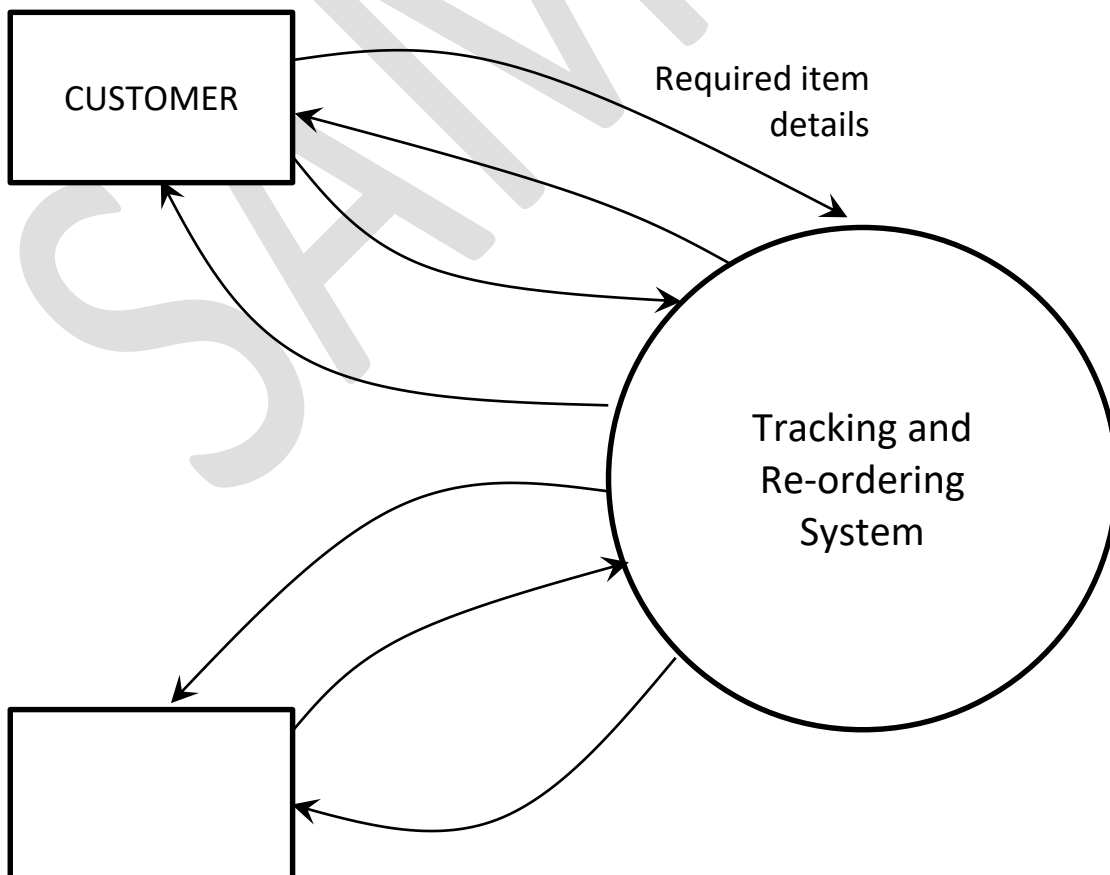 CUSTOMER
Required item
details
Tracking and
Re-ordering
System